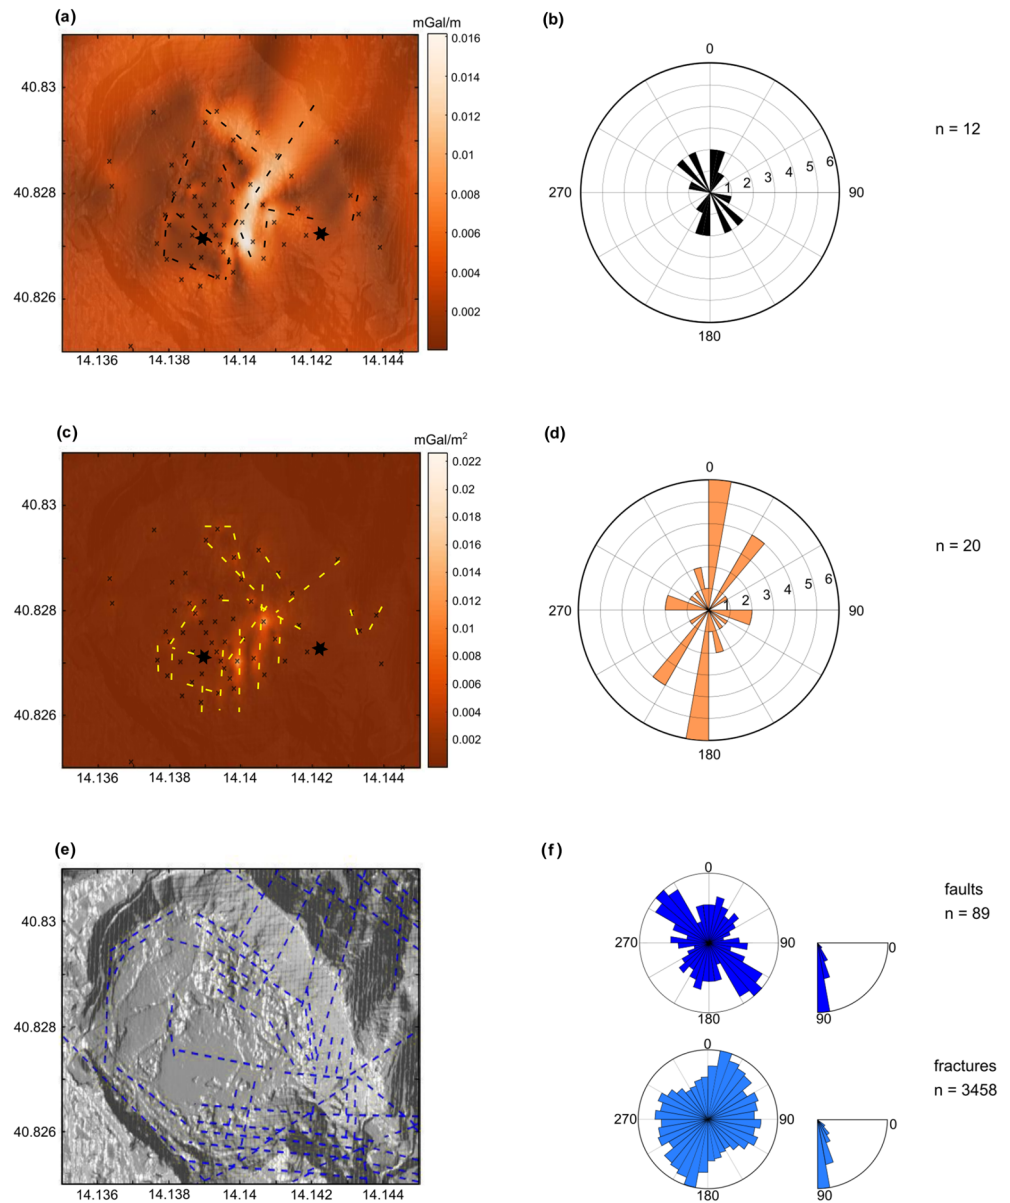 (a)
mGal/m
0.016
0.014
0.012
0.01
0.008
0.006
0.004
0.002
40.83
40.828
40.826
14.136 14.138 14.14 14.142 14.144
(b)
0
90
180
270
1 2 3 4 5 6
n = 12
(c)
mGal/m²
0.022
0.02
0.018
0.016
0.014
0.012
0.01
0.008
0.006
0.004
0.002
40.83
40.828
40.826
14.136 14.138 14.14 14.142 14.144
(d)
0
90
180
270
1 2 3 4 5 6
n = 20
(e)
40.83
40.828
40.826
14.136 14.138 14.14 14.142 14.144
(f)
0
270
90
180
0
90
faults
n = 89
0
270
90
180
0
90
fractures
n = 3458